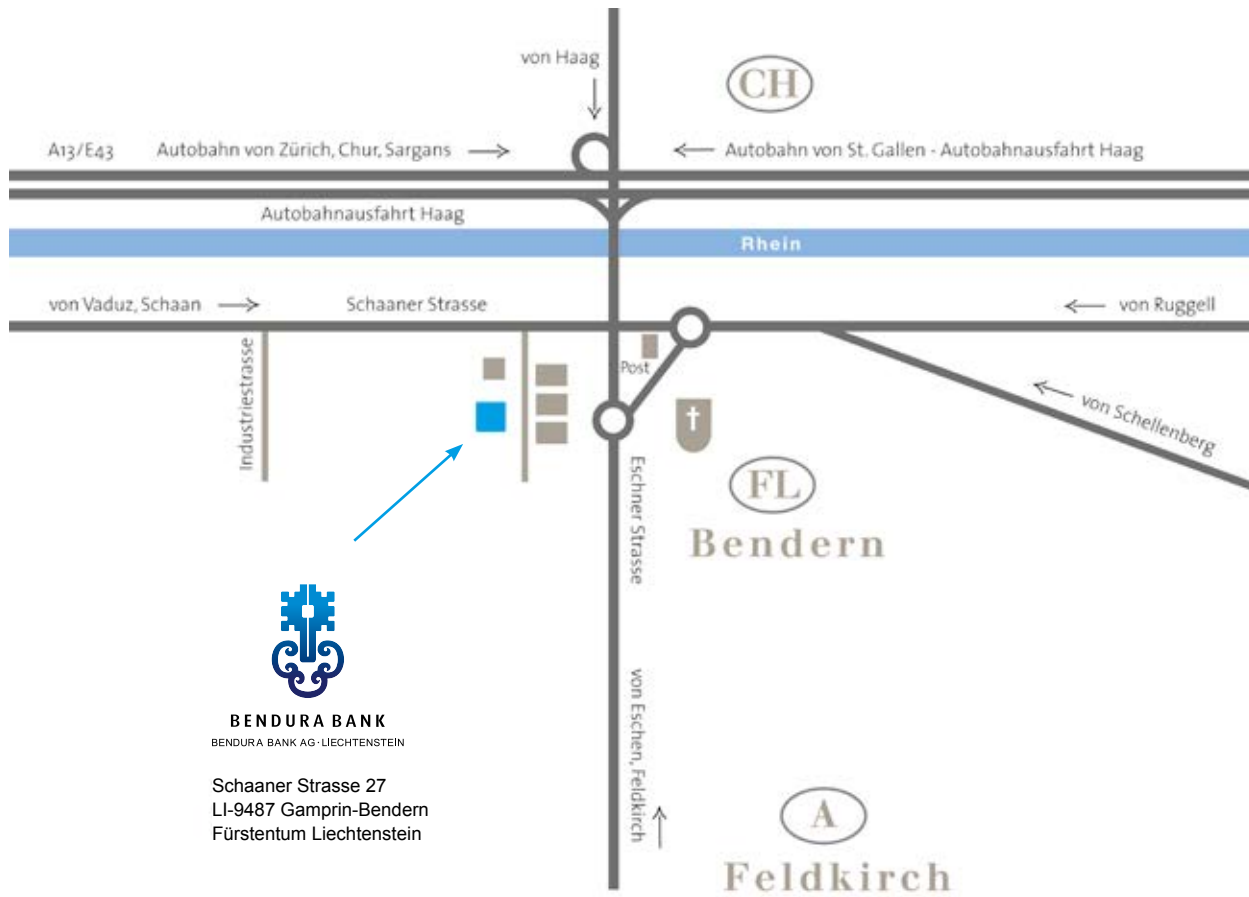 von Haag
CH
A13/E43
Autobahn von Zürich, Chur, Sargans
Autobahn von St. Gallen - Autobahnausfahrt Haag
Autobahnausfahrt Haag
Rhein
von Vaduz, Schaan
Schaaner Strasse
von Ruggell
Industriestrasse
Post
von Schellenberg
Eschner Strasse
FL
Bendern
BENDURA BANK
BENDURA BANK AG · LIECHTENSTEIN
Schaaner Strasse 27
LI-9487 Gamprin-Bendern
Fürstentum Liechtenstein
von Eschen, Feldkirch
A
Feldkirch